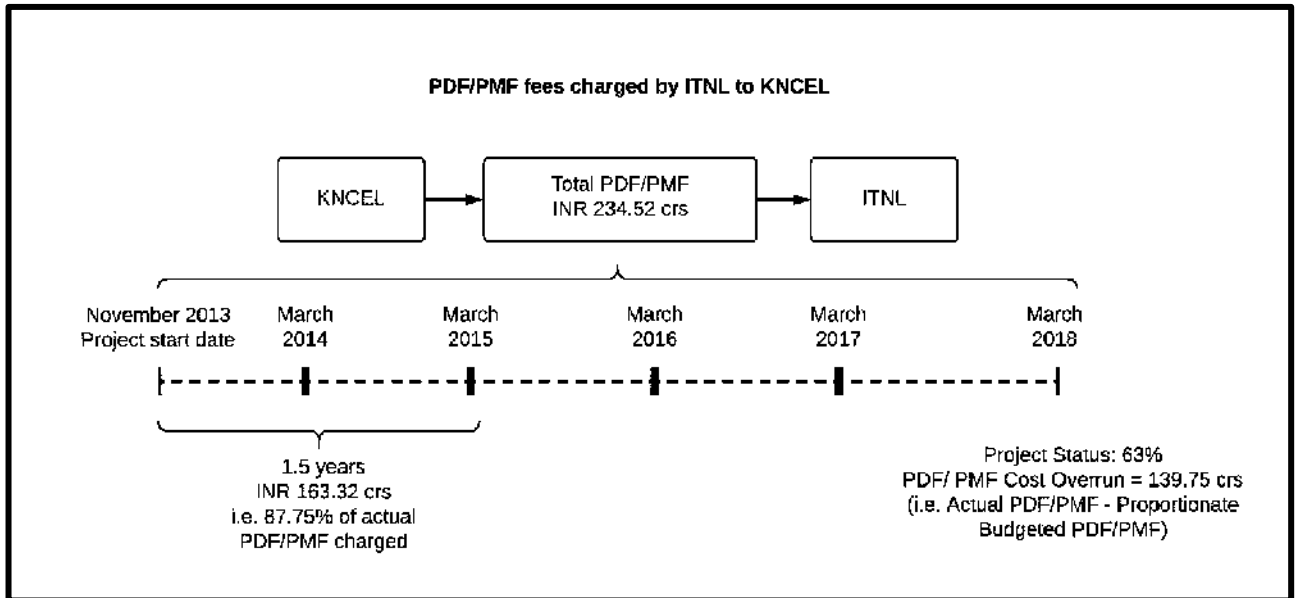 PDF/PMF fees charged by ITNL to KNCEL
KNCEL
Total PDF/PMF
INR 234.52 crs
ITNL
November 2013
Project start date
March
2014
March
2015
March
2016
March
2017
March
2018
1.5 years
INR 163.32 crs
i.e. 87.75% of actual
PDF/PMF charged
Project Status: 63%
PDF/ PMF Cost Overrun = 139.75 crs
(i.e. Actual PDF/PMF - Proportionate
Budgeted PDF/PMF)